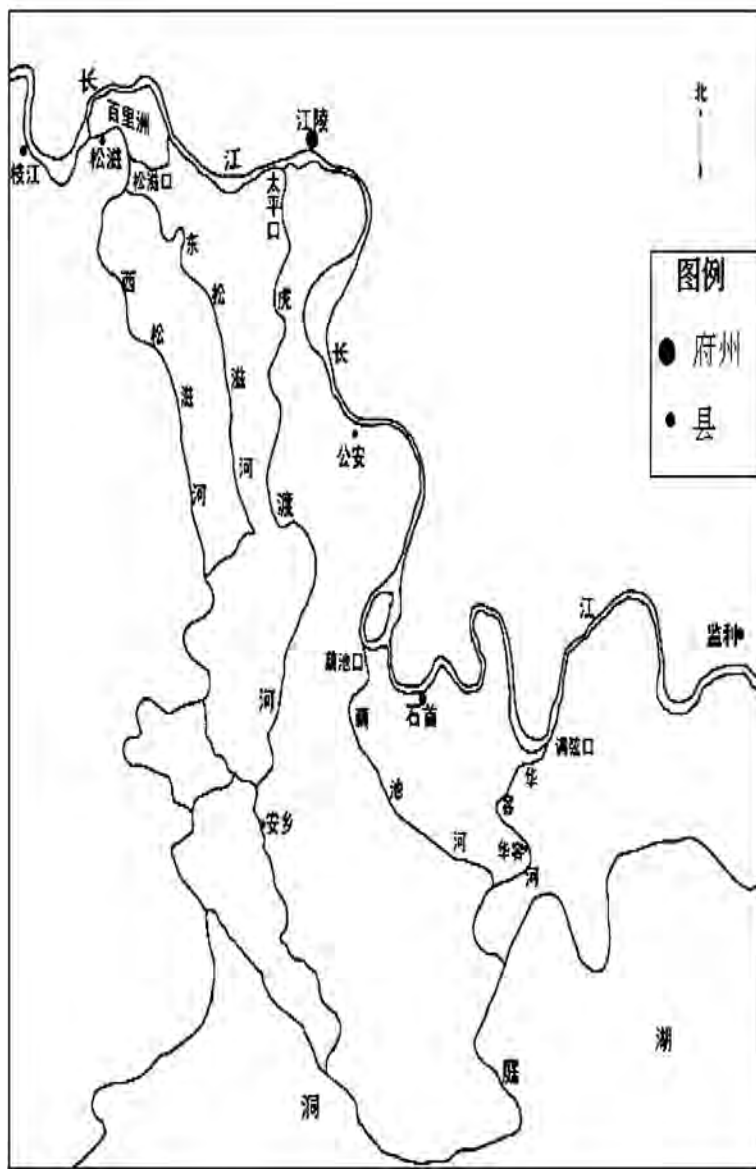 长
江
北
百里洲
枝江
松滋
松滋口
江陵
太平口
西
松
滋
河
东
松
滋
河
虎
渡
河
长
公安
图例
府州
县
江
监利
藕池口
藕
池
河
石首
调弦口
华
容
河
华容
安乡
洞
庭
湖